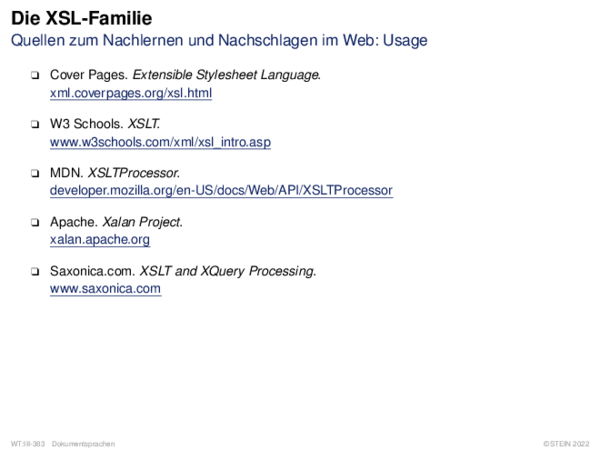 Die XSL-Familie
Quellen zum Nachlernen und Nachschlagen im Web: Usage
❑ Cover Pages. Extensible Stylesheet Language.
xml.coverpages.org/xsl.html
❑ W3 Schools. XSLT.
www.w3schools.com/xml/xsl_intro.asp
❑ MDN. XSLTProcessor.
developer.mozilla.org/en-US/docs/Web/API/XSLTProcessor
❑ Apache. Xalan Project.
xalan.apache.org
❑ Saxonica.com. XSLT and XQuery Processing.
www.saxonica.com
WT:III-383 Dokumentsprachen ©STEIN 2022